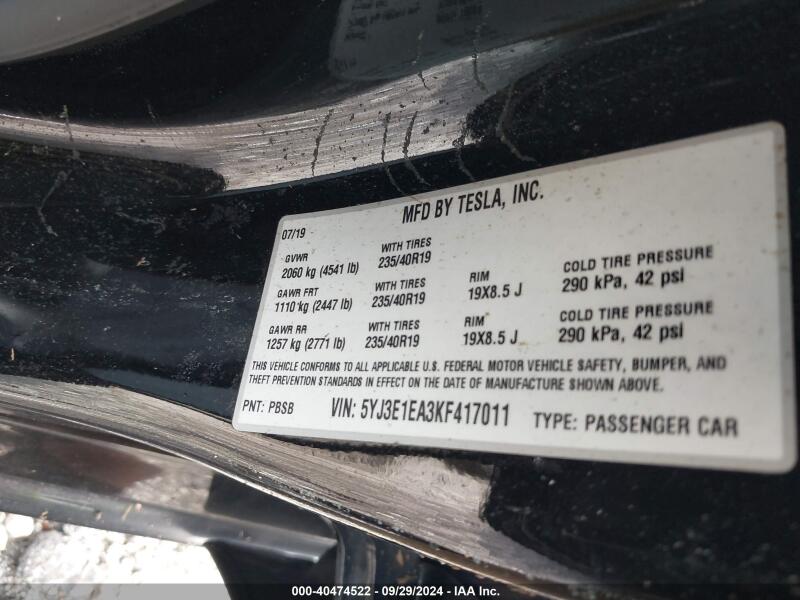 MFD BY TESLA, INC.
07/19
GVWR WITH TIRES
2060 kg (4541 lb) 235/40R19
GAWR FRT WITH TIRES RIM COLD TIRE PRESSURE
1110 kg (2447 lb) 235/40R19 19X8.5 J 290 kPa, 42 psi
GAWR RR WITH TIRES RIM COLD TIRE PRESSURE
1257 kg (2771 lb) 235/40R19 19X8.5 J 290 kPa, 42 psi
THIS VEHICLE CONFORMS TO ALL APPLICABLE U.S. FEDERAL MOTOR VEHICLE SAFETY, BUMPER, AND
THEFT PREVENTION STANDARDS IN EFFECT ON THE DATE OF MANUFACTURE SHOWN ABOVE.
PNT: PBSB VIN: 5YJ3E1EA3KF417011 TYPE: PASSENGER CAR
000-40474522 - 09/29/2024 - IAA Inc.